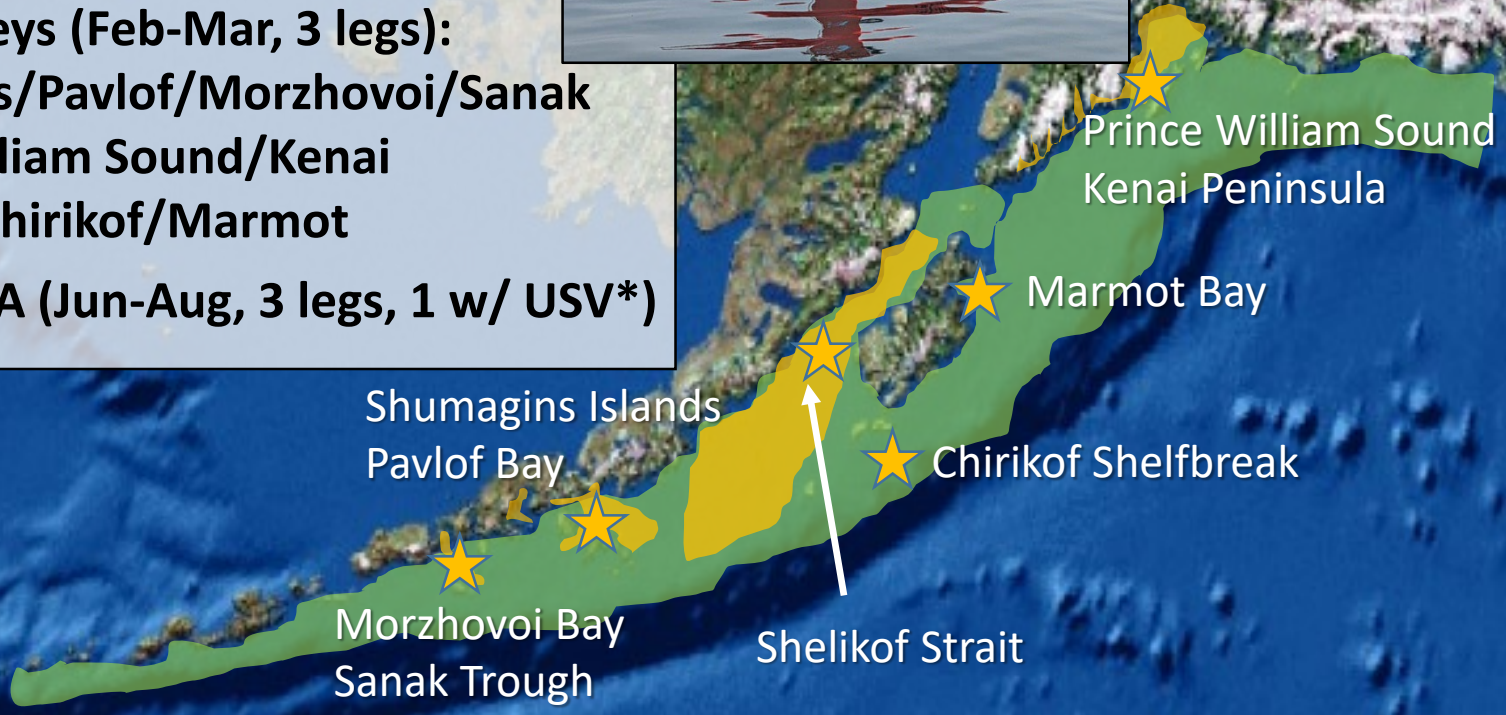 eys (Feb-Mar, 3 legs):
s/Pavlof/Morzhovoi/Sanak
liam Sound/Kenai
hirikof/Marmot
A (Jun-Aug, 3 legs, 1 w/ USV*)
Prince William Sound
Kenai Peninsula
Marmot Bay
Shumagins Islands
Pavlof Bay
Chirikof Shelfbreak
Morzhovoi Bay
Sanak Trough
Shelikof Strait